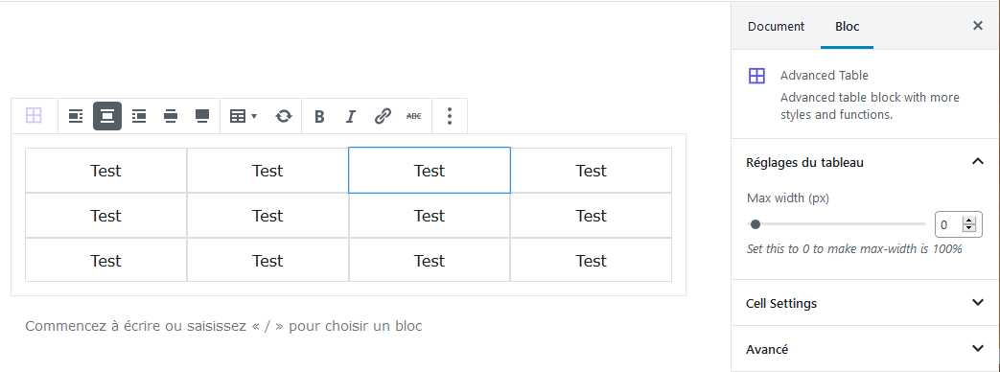 Document Bloc
Advanced Table
Advanced table block with more
styles and functions.
B I ABC
Test Test Test Test
Test Test Test Test
Test Test Test Test
Commencez à écrire ou saisissez « / » pour choisir un bloc
Réglages du tableau
Max width (px)
0
Set this to 0 to make max-width is 100%
Cell Settings
Avancé